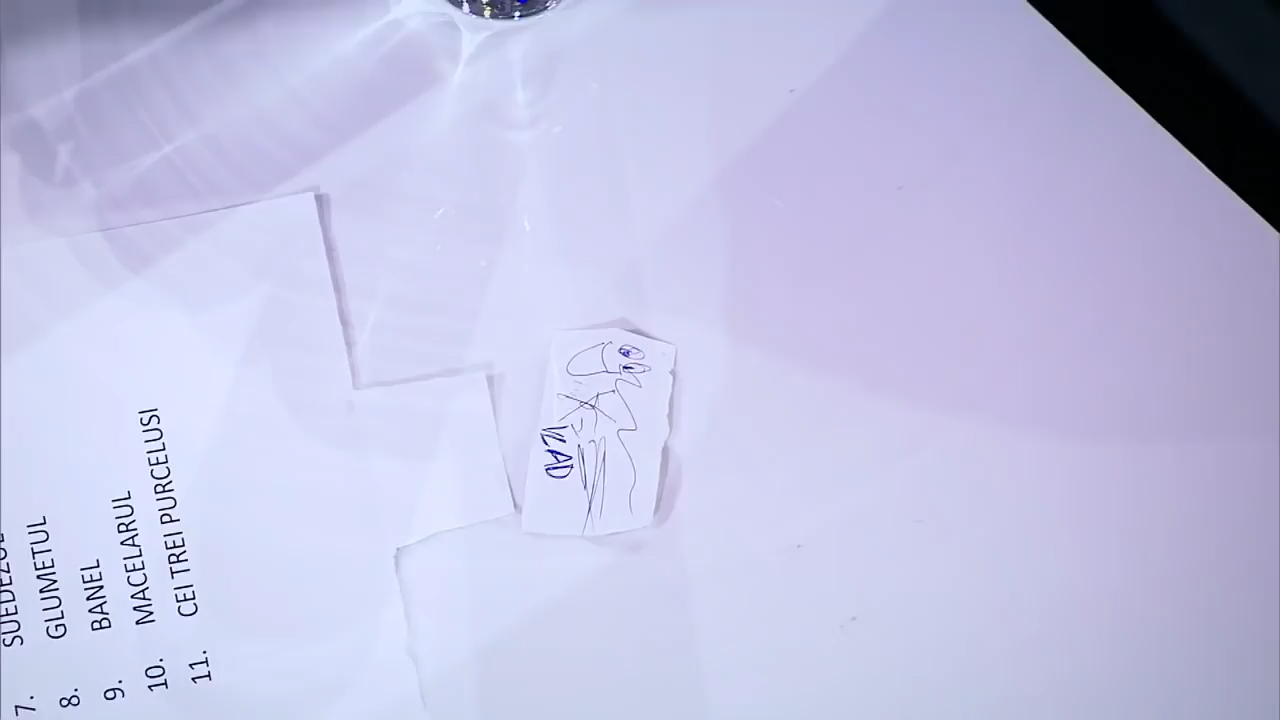 7. SUEDEZUL
8. GLUMETUL
9. BANEL
10. MACELARUL
11. CEI TREI PURCELUSI
VLAD